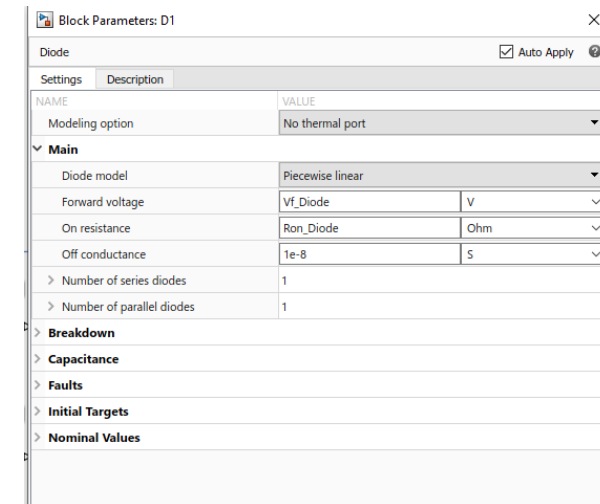 Block Parameters: D1
Diode Auto Apply
Settings Description
NAME VALUE
Modeling option No thermal port
Main
Diode model Piecewise linear
Forward voltage Vf_Diode V
On resistance Ron_Diode Ohm
Off conductance 1e-8 S
Number of series diodes 1
Number of parallel diodes 1
Breakdown
Capacitance
Faults
Initial Targets
Nominal Values